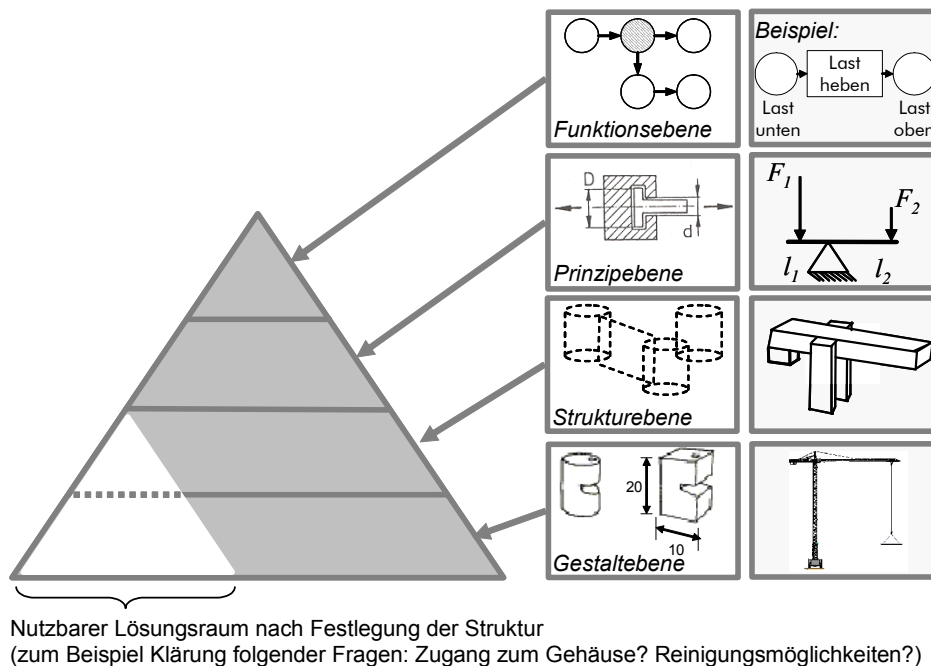 Beispiel:
Last
heben
Last
unten
Last
oben
Funktionsebene
D
d
Prinzipebene
F1
F2
l1
l2
Strukturebene
20
10
Gestaltebene
Nutzbarer Lösungsraum nach Festlegung der Struktur
(zum Beispiel Klärung folgender Fragen: Zugang zum Gehäuse? Reinigungsmöglichkeiten?)